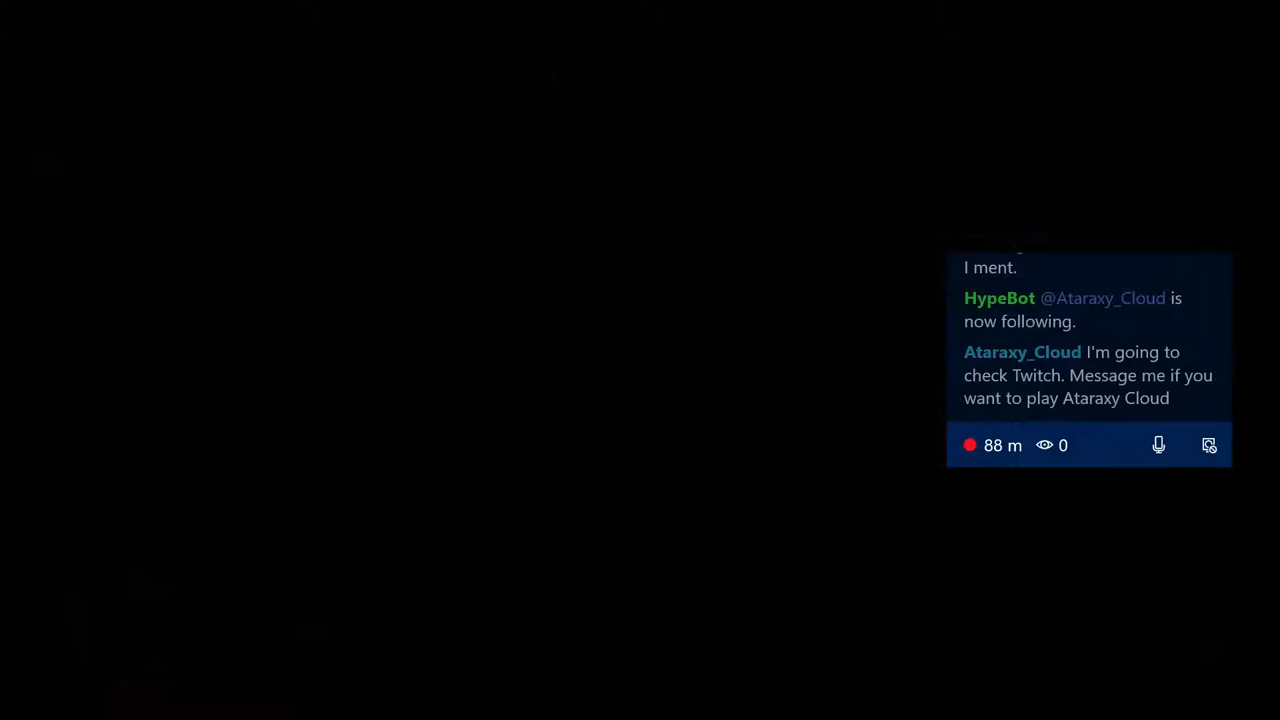 I ment.
HypeBot @Ataraxy_Cloud is
now following.
Ataraxy_Cloud I'm going to
check Twitch. Message me if you
want to play Ataraxy Cloud
88 m 0